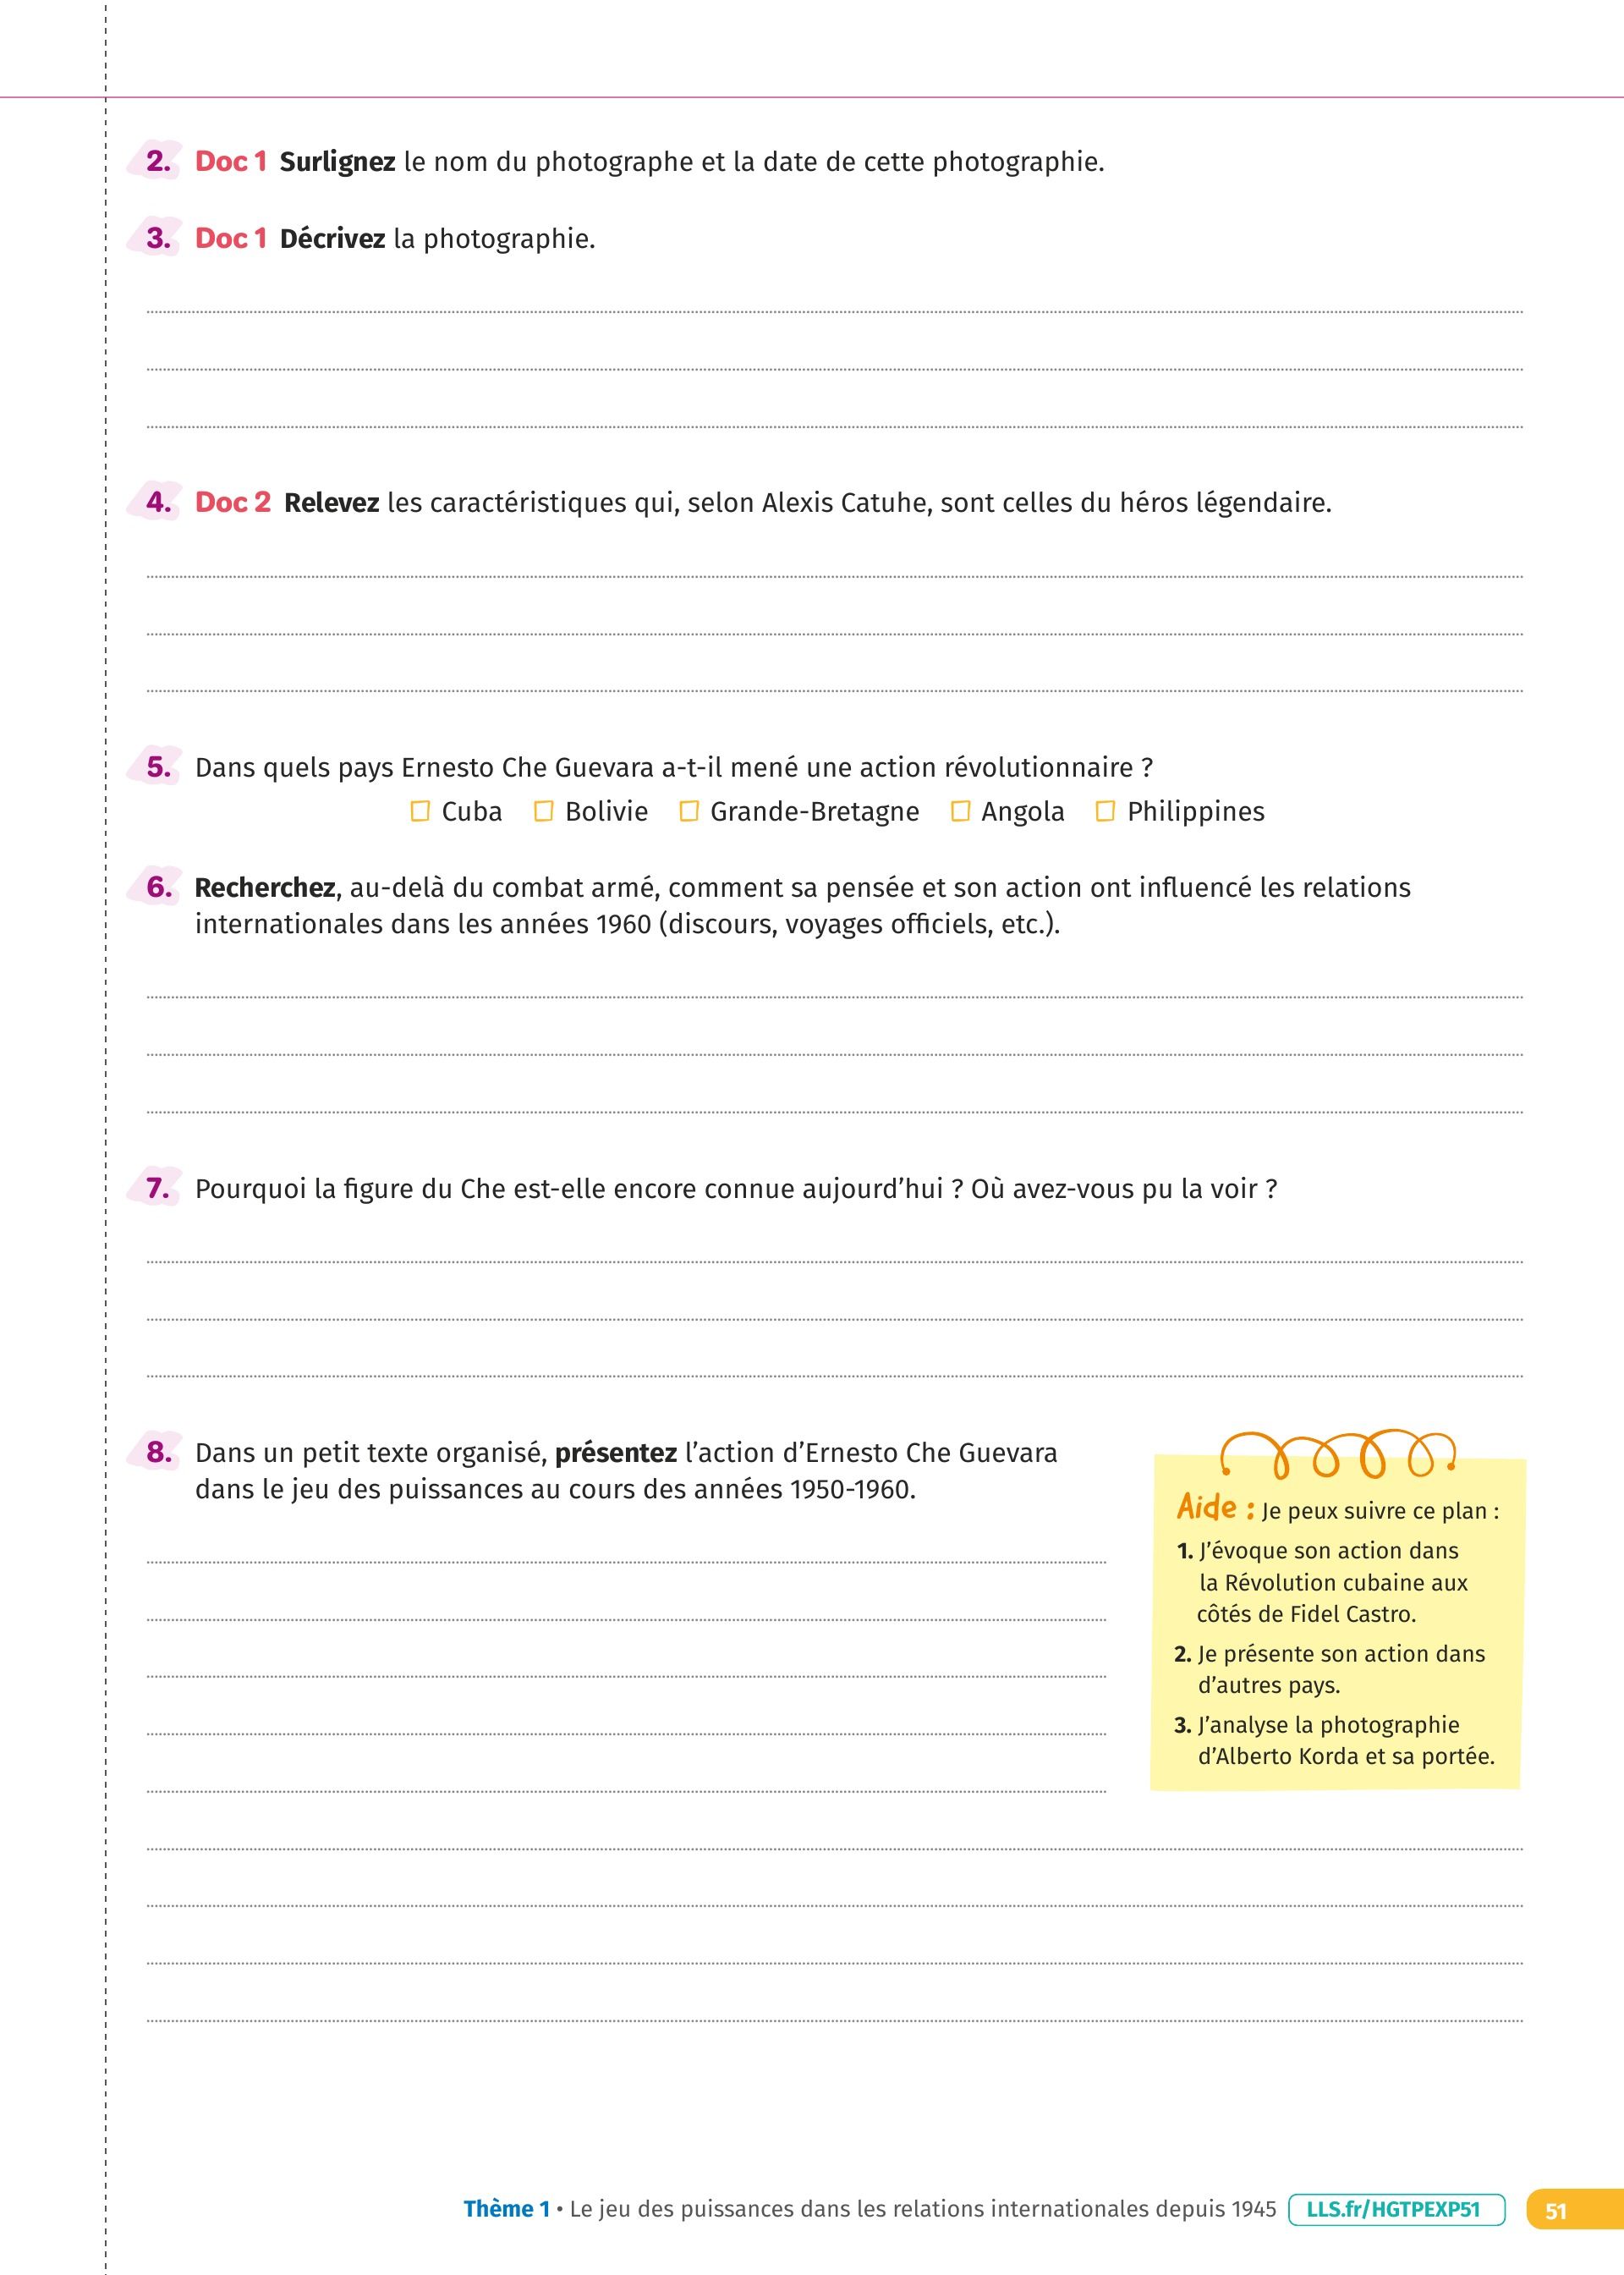 2. Doc 1 Surlignez le nom du photographe et la date de cette photographie.
3. Doc 1 Décrivez la photographie.
4. Doc 2 Relevez les caractéristiques qui, selon Alexis Catuhe, sont celles du héros légendaire.
5. Dans quels pays Ernesto Che Guevara a-t-il mené une action révolutionnaire ?
Cuba Bolivie Grande-Bretagne Angola Philippines
6. Recherchez, au-delà du combat armé, comment sa pensée et son action ont influencé les relations
internationales dans les années 1960 (discours, voyages officiels, etc.).
7. Pourquoi la figure du Che est-elle encore connue aujourd’hui ? Où avez-vous pu la voir ?
8. Dans un petit texte organisé, présentez l’action d’Ernesto Che Guevara
dans le jeu des puissances au cours des années 1950-1960.
Aide : Je peux suivre ce plan :
1. J’évoque son action dans
la Révolution cubaine aux
côtés de Fidel Castro.
2. Je présente son action dans
d’autres pays.
3. J’analyse la photographie
d’Alberto Korda et sa portée.
Thème 1 • Le jeu des puissances dans les relations internationales depuis 1945 LLS.fr/HGTPEXP51 51